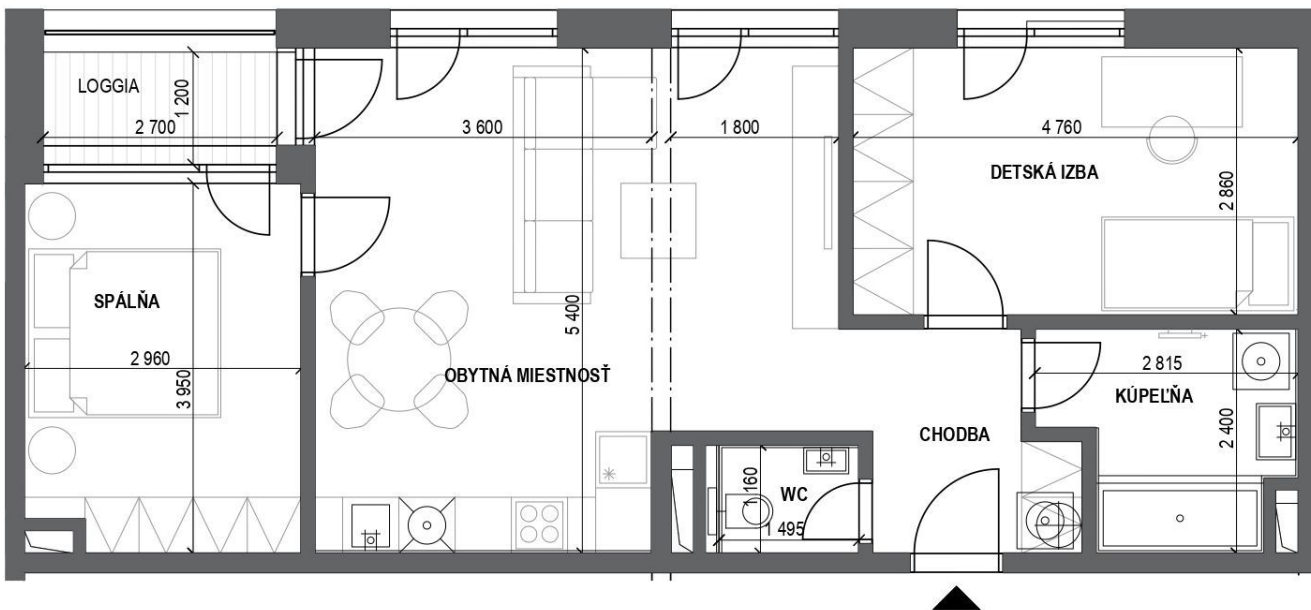 LOGGIA
1 200
2 700
3 600
1 800
4 760
DETSKÁ IZBA
2 860
SPÁLŇA
2 960
3 950
5 400
OBYTNÁ MIESTNOSŤ
2 815
KÚPEĽŇA
2 400
CHODBA
WC
1 160
1 495